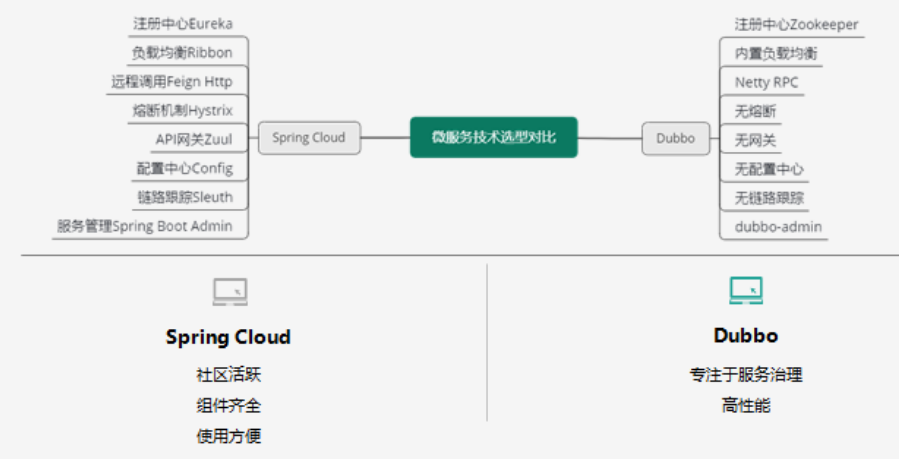 注册中心Eureka
负载均衡Ribbon
远程调用Feign Http
熔断机制Hystrix
API网关Zuul
配置中心Config
链路跟踪Sleuth
服务管理Spring Boot Admin
Spring Cloud
微服务技术选型对比
Dubbo
注册中心Zookeeper
内置负载均衡
Netty RPC
无熔断
无网关
无配置中心
无链路跟踪
dubbo-admin
Spring Cloud
社区活跃
组件齐全
使用方便
Dubbo
专注于服务治理
高性能